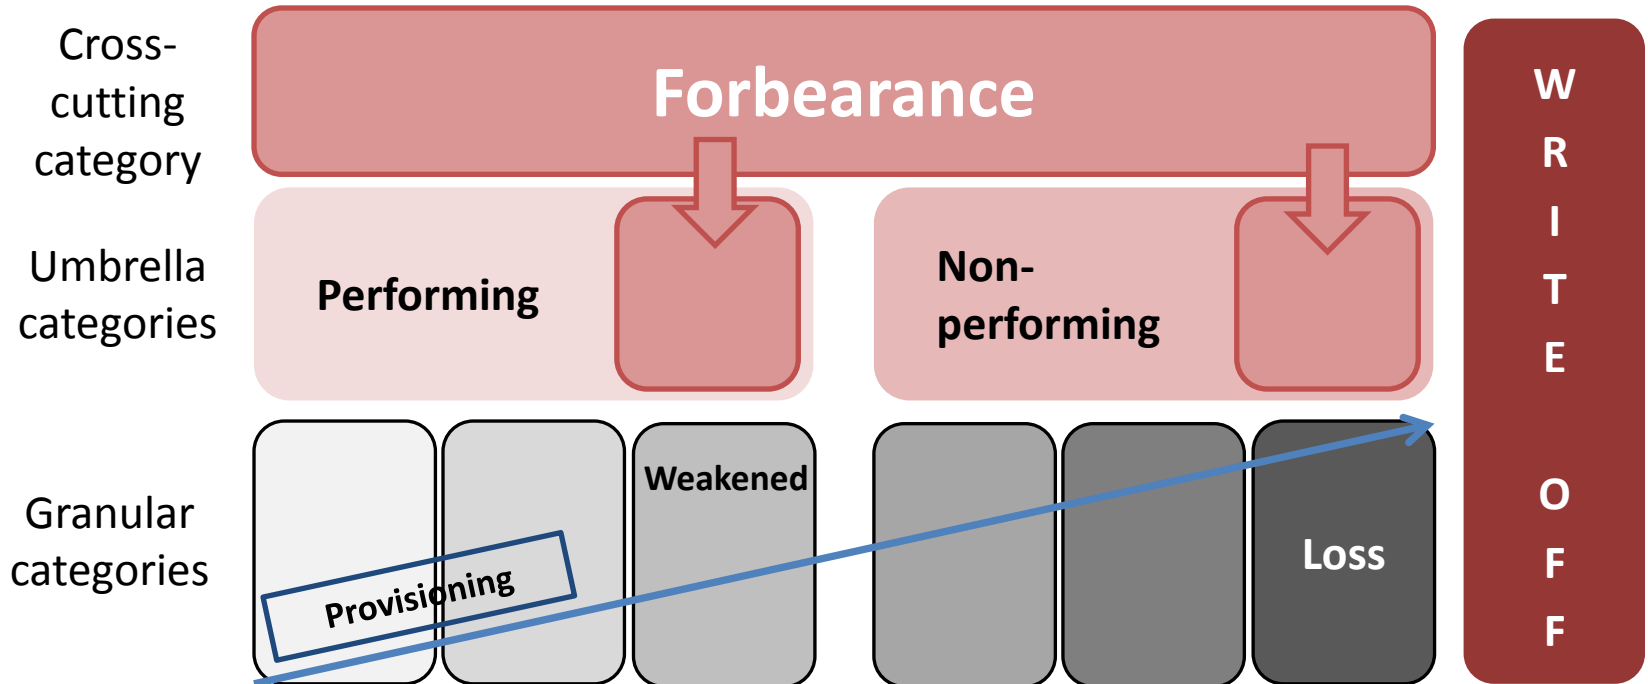 Cross-
cutting
category
Forbearance
Umbrella
categories
Performing
Non-
performing
Granular
categories
Provisioning
Weakened
Loss
W
R
I
T
E
O
F
F